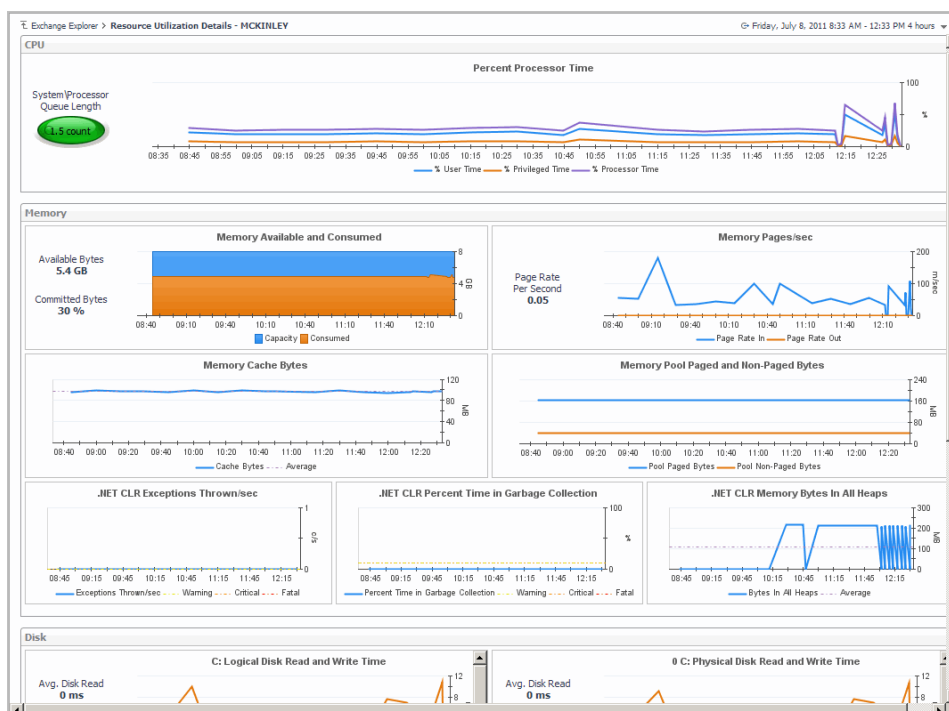 Exchange Explorer > Resource Utilization Details - MCKINLEY
Friday, July 8, 2011 8:33 AM - 12:33 PM 4 hours
CPU
Percent Processor Time
System\Processor
Queue Length
1.5 count
100
%
0
08:35 08:45 08:55 09:05 09:15 09:25 09:35 09:45 09:55 10:05 10:15 10:25 10:35 10:45 10:55 11:05 11:15 11:25 11:35 11:45 11:55 12:05 12:15 12:25
% User Time % Privileged Time % Processor Time
Memory
Memory Available and Consumed
Available Bytes
5.4 GB
Committed Bytes
30 %
8
4
0
GB
08:40 09:10 09:40 10:10 10:40 11:10 11:40 12:10
Capacity Consumed
Memory Pages/sec
Page Rate
Per Second
0.05
200
100
0
m/sec
08:40 09:10 09:40 10:10 10:40 11:10 11:40 12:10
Page Rate In Page Rate Out
Memory Cache Bytes
120
80
40
0
MB
08:40 09:00 09:20 09:40 10:00 10:20 10:40 11:00 11:20 11:40 12:00 12:20
Cache Bytes Average
Memory Pool Paged and Non-Paged Bytes
240
160
80
0
MB
08:40 09:00 09:20 09:40 10:00 10:20 10:40 11:00 11:20 11:40 12:00 12:20
Pool Paged Bytes Pool Non-Paged Bytes
.NET CLR Exceptions Thrown/sec
1
0
c/s
08:45 09:15 09:45 10:15 10:45 11:15 11:45 12:15
Exceptions Thrown/sec Warning Critical Fatal
.NET CLR Percent Time in Garbage Collection
100
0
%
08:45 09:15 09:45 10:15 10:45 11:15 11:45 12:15
Percent Time in Garbage Collection Warning Critical Fatal
.NET CLR Memory Bytes In All Heaps
300
200
100
0
MB
08:45 09:15 09:45 10:15 10:45 11:15 11:45 12:15
Bytes In All Heaps Average
Disk
C: Logical Disk Read and Write Time
Avg. Disk Read
0 ms
12
8
0 C: Physical Disk Read and Write Time
Avg. Disk Read
0 ms
12
8